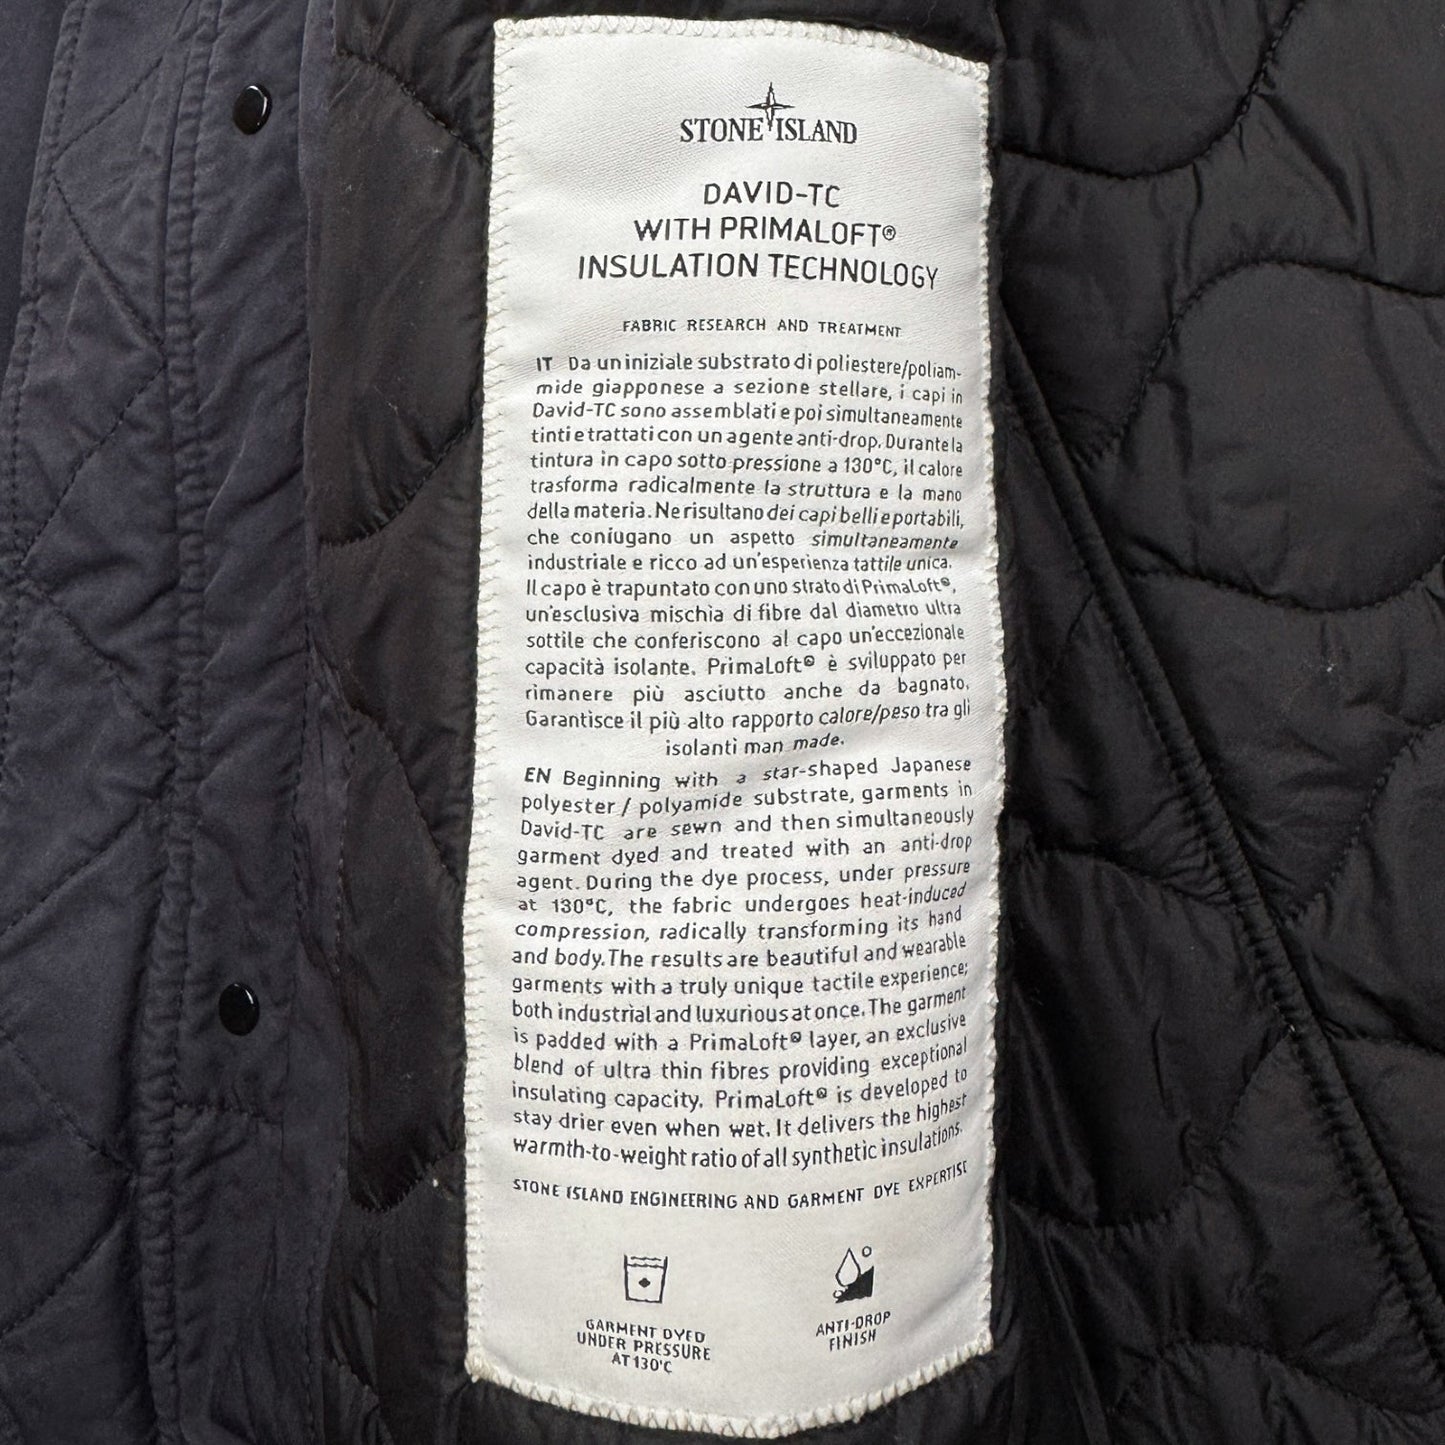 STONE ISLAND
DAVID-TC
WITH PRIMALOFT®
INSULATION TECHNOLOGY
FABRIC RESEARCH AND TREATMENT
IT Da un iniziale substrato di poliestere/poliam-
mide giapponese a sezione stellare, i capi in
David-TC sono assemblati e poi simultaneamente
tinti e trattati con un agente anti-drop. Durante la
tintura in capo sotto pressione a 130°C, il calore
trasforma radicalmente la struttura e la mano
della materia. Ne risultano dei capi belli e portabili,
che coniugano un aspetto simultaneamente
industriale e ricco ad un'esperienza tattile unica.
Il capo è trapuntato con uno strato di PrimaLoft®,
un'esclusiva mischia di fibre dal diametro ultra
sottile che conferiscono al capo un'eccezionale
capacità isolante. PrimaLoft® è sviluppato per
rimanere più asciutto anche da bagnato.
Garantisce il più alto rapporto calore/peso tra gli
isolanti man made.
EN Beginning with a star-shaped Japanese
polyester / polyamide substrate, garments in
David-TC are sewn and then simultaneously
garment dyed and treated with an anti-drop
agent. During the dye process, under pressure
at 130°C, the fabric undergoes heat-induced
compression, radically transforming its hand
and body. The results are beautiful and wearable
garments with a truly unique tactile experience;
both industrial and luxurious at once. The garment
is padded with a PrimaLoft® layer, an exclusive
blend of ultra thin fibres providing exceptional
insulating capacity. PrimaLoft® is developed to
stay drier even when wet. It delivers the highest
warmth-to-weight ratio of all synthetic insulations.
STONE ISLAND ENGINEERING AND GARMENT DYE EXPERTISE
GARMENT DYED
UNDER PRESSURE
AT 130°C
ANTI-DROP
FINISH